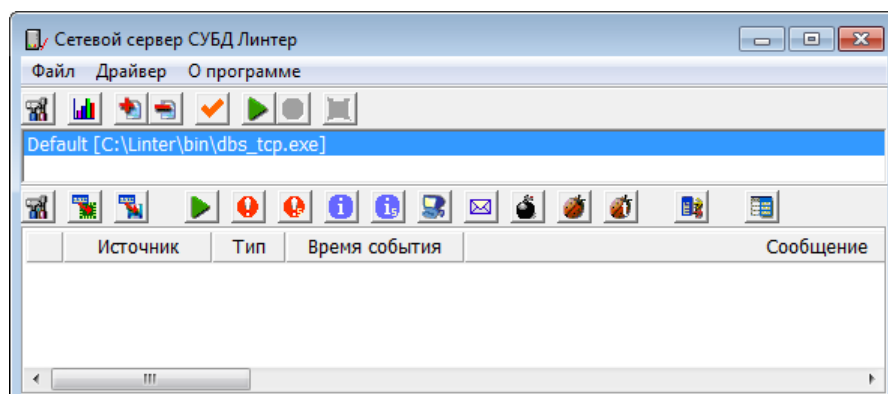 Сетевой сервер СУБД Линтер
Файл Драйвер О программе
Default [C:\Linter\bin\dbs_tcp.exe]
Источник Тип Время события Сообщение